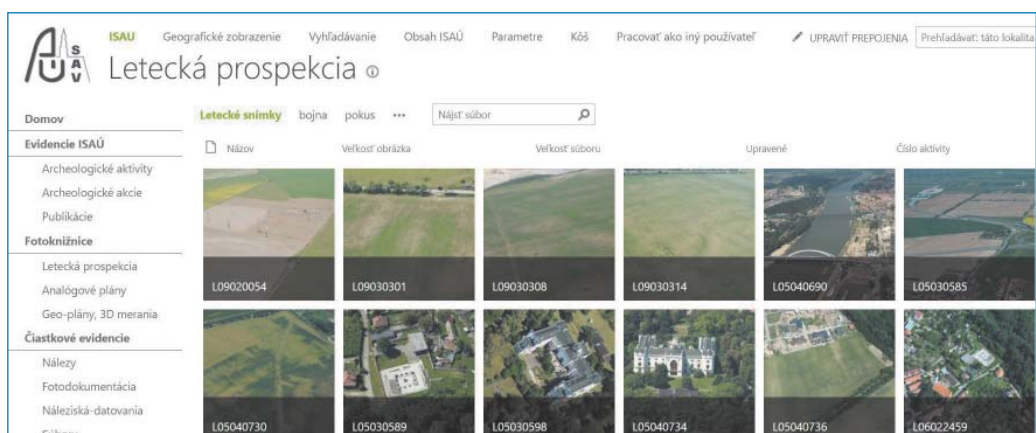 AÚ SAV
ISAU Geografické zobrazenie Vyhľadávanie Obsah ISAÚ Parametre Kôš Pracovať ako iný používateľ UPRAVIŤ PREPOJENIA Prehľadávať: táto lokalita
Letecká prospekcia
Domov
Letecké snímky bojna pokus ••• Nájsť súbor
Evidencie ISAÚ
Názov Veľkosť obrázka Veľkosť súboru Upravené Číslo aktivity
Archeologické aktivity
Archeologické akcie
Publikácie
Fotoknižnice
Letecká prospekcia
Analógové plány
Geo-plány, 3D merania
Čiastkové evidencie
Nálezy
Fotodokumentácia
Náleziská-datovania
L09020054 L09030301 L09030308 L09030314 L05040690 L05030585
L05040730 L05030589 L05030598 L05040734 L05040736 L06022459